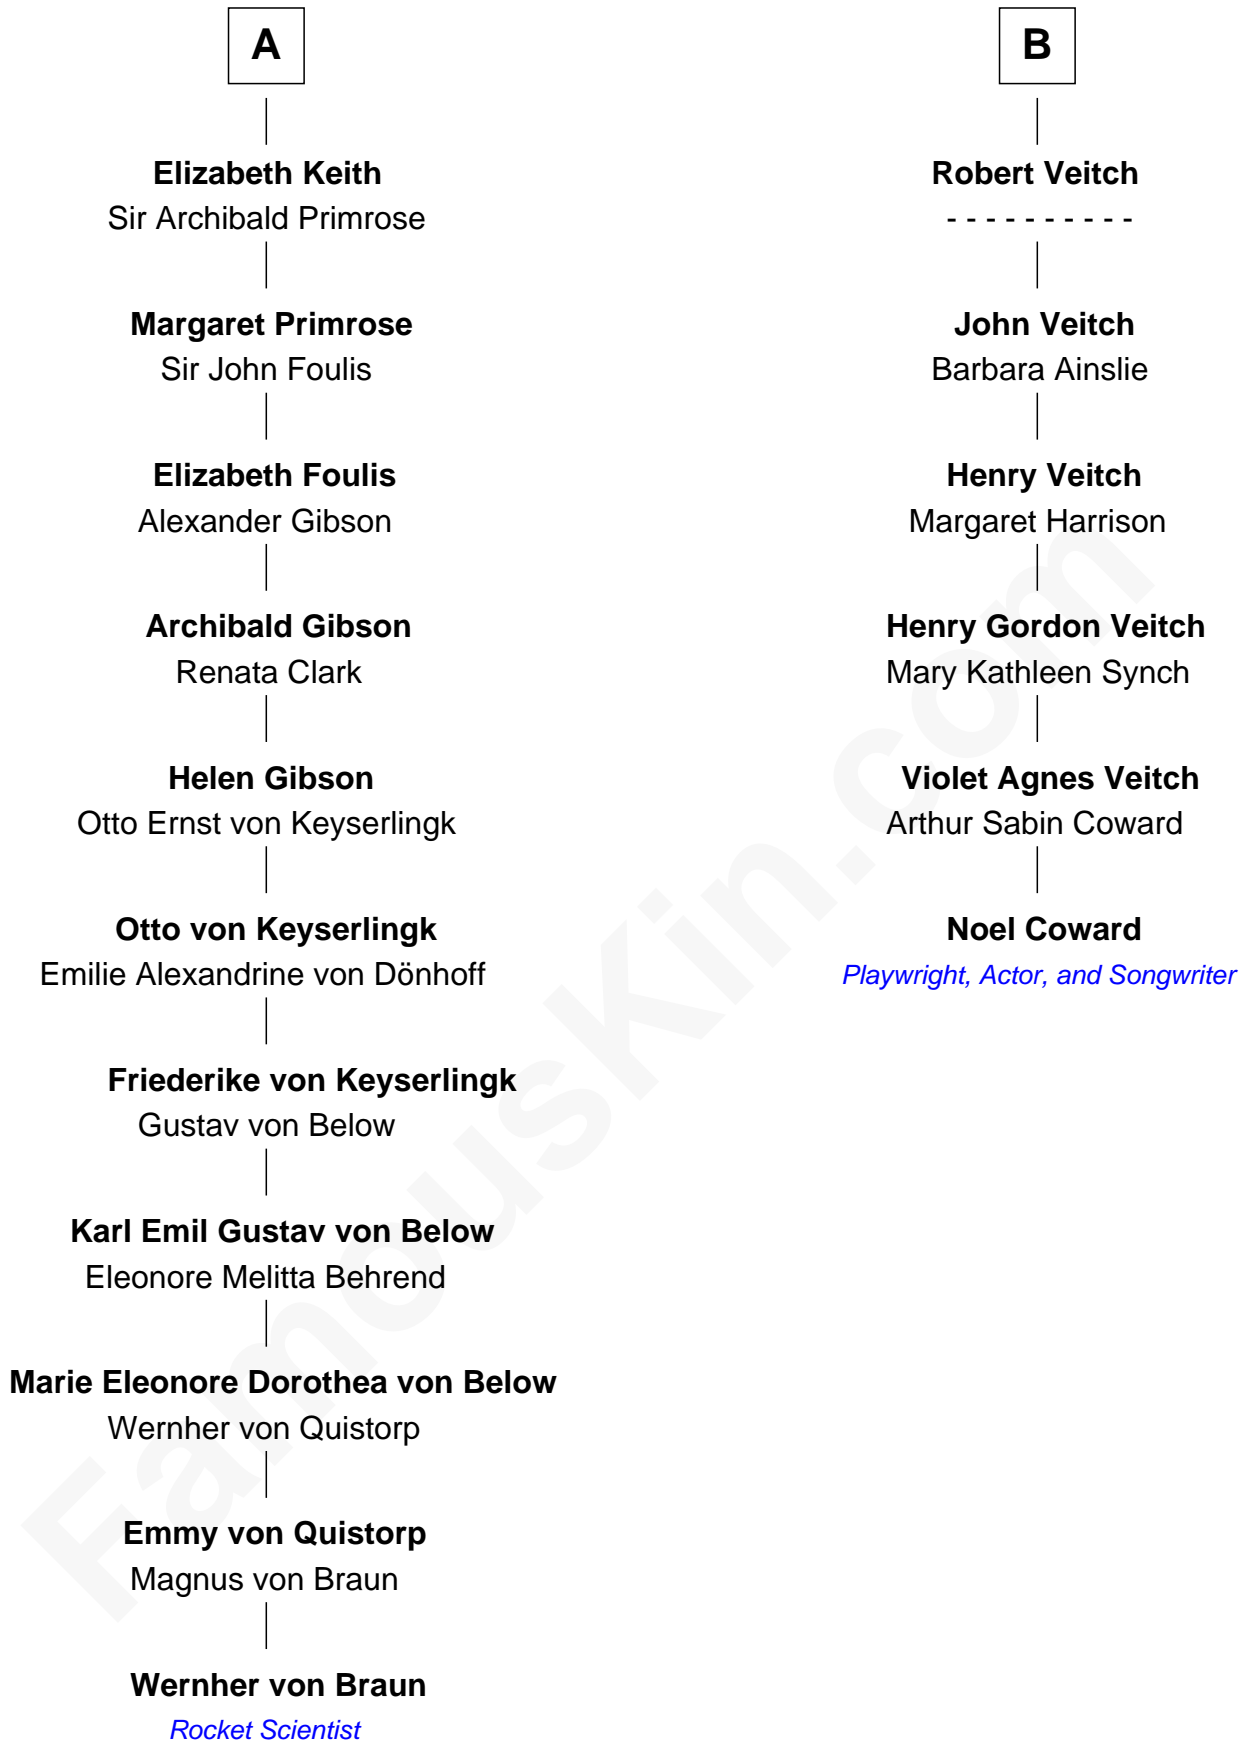 A
Elizabeth Keith
Sir Archibald Primrose
Margaret Primrose
Sir John Foulis
Elizabeth Foulis
Alexander Gibson
Archibald Gibson
Renata Clark
Helen Gibson
Otto Ernst von Keyserlingk
Otto von Keyserlingk
Emilie Alexandrine von Dönhoff
Friederike von Keyserlingk
Gustav von Below
Karl Emil Gustav von Below
Eleonore Melitta Behrend
Marie Eleonore Dorothea von Below
Wernher von Quistorp
Emmy von Quistorp
Magnus von Braun
Wernher von Braun
Rocket Scientist
B
Robert Veitch
- - - - - - - - - -
John Veitch
Barbara Ainslie
Henry Veitch
Margaret Harrison
Henry Gordon Veitch
Mary Kathleen Synch
Violet Agnes Veitch
Arthur Sabin Coward
Noel Coward
Playwright, Actor, and Songwriter
FamousKin.com